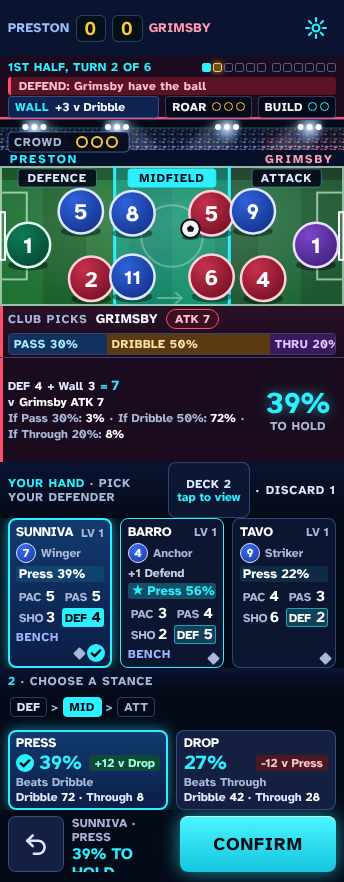 PRESTON 0 0 GRIMSBY
1ST HALF, TURN 2 OF 6
DEFEND: Grimsby have the ball
WALL +3 v Dribble ROAR BUILD
CROWD
PRESTON GRIMSBY
DEFENCE MIDFIELD ATTACK
5 8 5 9
1 1
2 11 6 4
CLUB PICKS GRIMSBY ATK 7
PASS 30% DRIBBLE 50% THRU 20%
DEF 4 + Wall 3 = 7
v Grimsby ATK 7
If Pass 30%: 3% · If Dribble 50%: 72% ·
If Through 20%: 8%
39%
TO HOLD
YOUR HAND · PICK
YOUR DEFENDER
DECK 2
tap to view
· DISCARD 1
SUNNIVA LV 1
7 Winger
Press 39%
PAC 5 PAS 5
SHO 3 DEF 4
BENCH
BARRO LV 1
4 Anchor
+1 Defend
★ Press 56%
PAC 3 PAS 4
SHO 2 DEF 5
BENCH
TAVO LV 1
9 Striker
Press 22%
PAC 4 PAS 3
SHO 6 DEF 2
2 · CHOOSE A STANCE
DEF > MID > ATT
PRESS
39% +12 v Drop
Beats Dribble
Dribble 72 · Through 8
DROP
27% -12 v Press
Beats Through
Dribble 42 · Through 28
SUNNIVA ·
PRESS
39% TO
HOLD
CONFIRM